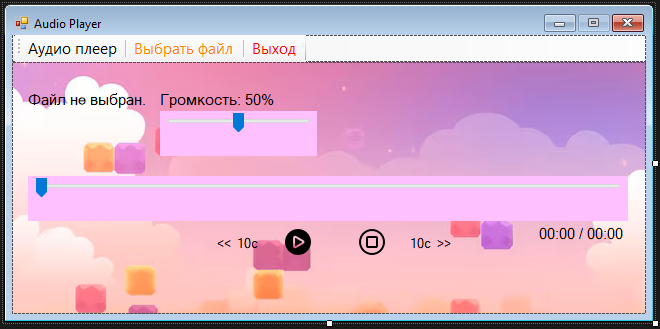 Audio Player
Аудио плеер Выбрать файл Выход
Файл не выбран. Громкость: 50%
<< 10с 10с >> 00:00 / 00:00